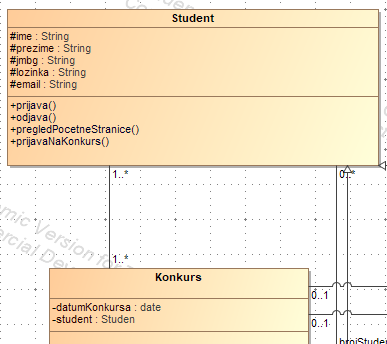 Student
#ime : String
#prezime : String
#jmbg : String
#lozinka : String
#email : String
+prijava()
+odjava()
+pregledPocetneStranice()
+prijavaNaKonkurs()
1..*
0..*
1..*
Konkurs
-datumKonkursa : date
-student : Studen
0..1
0..1